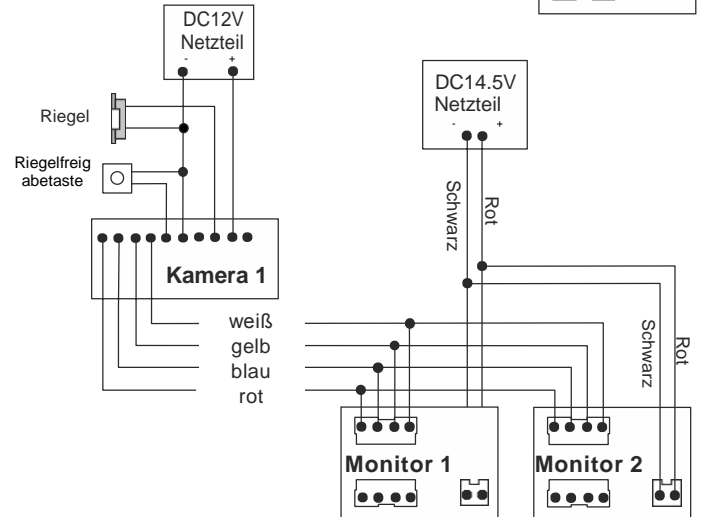 DC12V
Netzteil
- +
Riegel
Riegelfreig
abetaste
DC14.5V
Netzteil
- +
Schwarz
Rot
Kamera 1
weiß
gelb
blau
rot
Schwarz
Rot
Monitor 1
Monitor 2